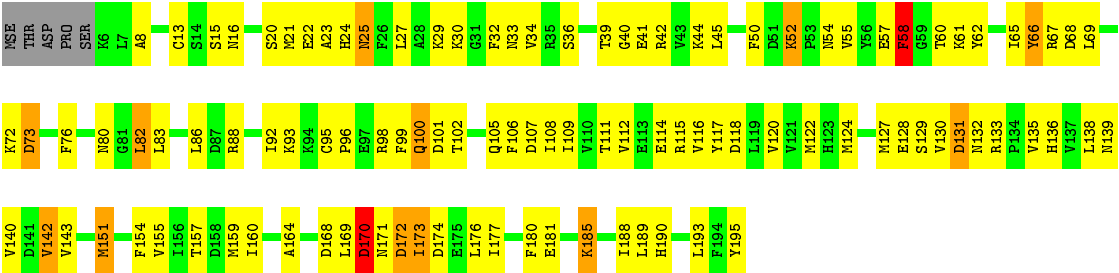 MSE THR ASP PRO SER K6 L7 A8 C13 S14 S15 N16 S20 M21 E22 A23 H24 N25 F26 L27 A28 K29 K30 G31 F32 N33 V34 R35 S36 T39 G40 E41 R42 V43 K44 L45 F50 D51 K52 P53 N54 V55 Y56 E57 F58 G59 T60 K61 Y62 I65 Y66 R67 D68 L69
K72 D73 F76 N80 G81 L82 L83 L86 D87 R88 I92 K93 K94 C95 P96 E97 R98 F99 Q100 D101 T102 Q105 F106 D107 I108 I109 V110 T111 V112 E113 E114 R115 V116 Y117 D118 L119 V120 V121 M122 H123 M124 M127 E128 S129 V130 D131 N132 R133 P134 V135 H136 V137 L138 N139
V140 D141 V142 V143 M151 F154 V155 I156 T157 D158 M159 I160 A164 D168 L169 D170 N171 D172 I173 D174 E175 L176 I177 F180 E181 K185 I188 L189 H190 L193 F194 Y195